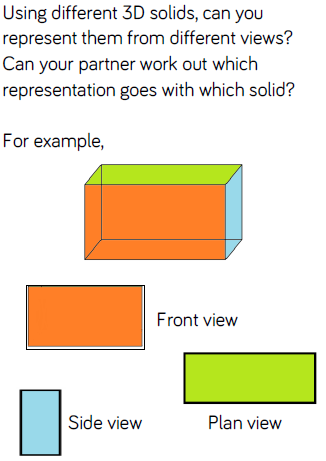 Using different 3D solids, can you
represent them from different views?
Can your partner work out which
representation goes with which solid?
For example,
Front view
Side view
Plan view